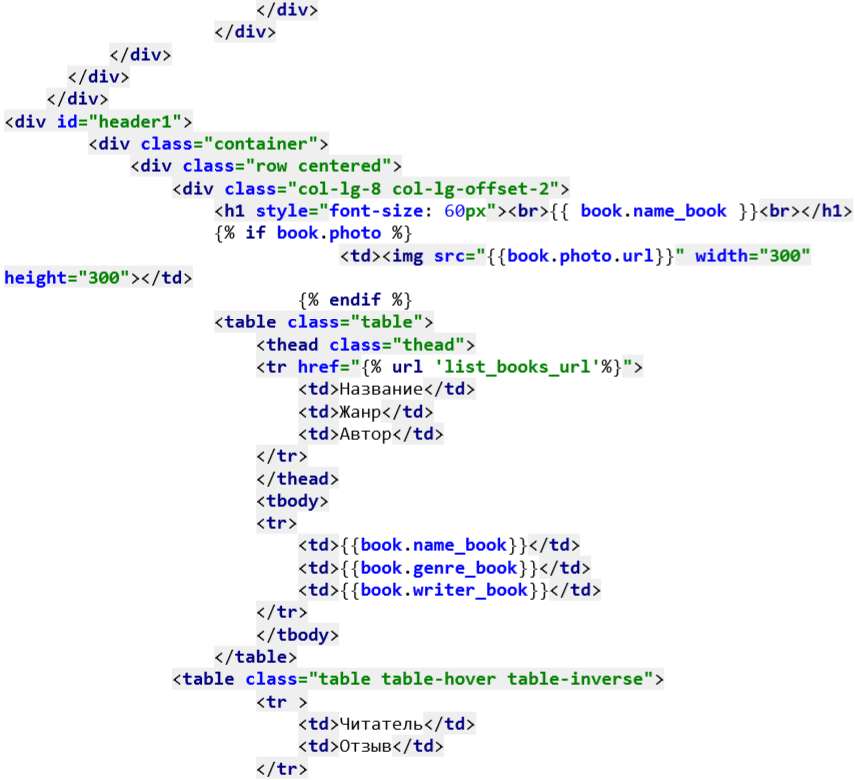 </div>
</div>
</div>
</div>
</div>
<div id="header1">
<div class="container">
<div class="row centered">
<div class="col-lg-8 col-lg-offset-2">
<h1 style="font-size: 60px"><br>{{ book.name_book }}<br></h1>
{% if book.photo %}
<td><img src="{{book.photo.url}}" width="300"
height="300"></td>
{% endif %}
<table class="table">
<thead class="thead">
<tr href="{% url 'list_books_url'%}">
<td>Название</td>
<td>Жанр</td>
<td>Автор</td>
</tr>
</thead>
<tbody>
<tr>
<td>{{book.name_book}}</td>
<td>{{book.genre_book}}</td>
<td>{{book.writer_book}}</td>
</tr>
</tbody>
</table>
<table class="table table-hover table-inverse">
<tr >
<td>Читатель</td>
<td>Отзыв</td>
</tr>